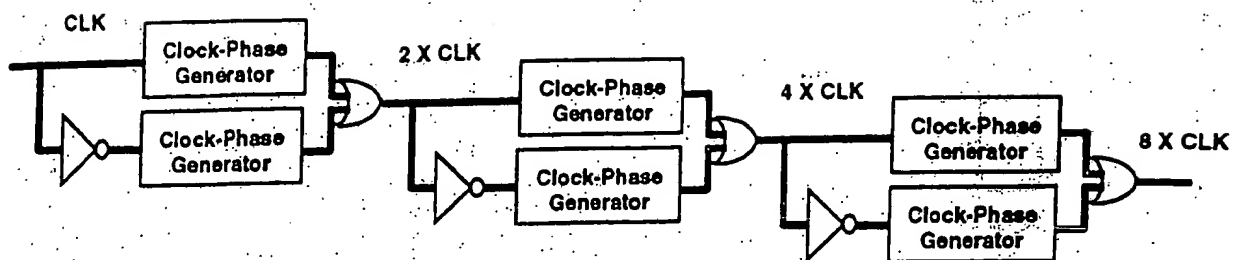 CLK
Clock-Phase
Generator
Clock-Phase
Generator
2 X CLK
Clock-Phase
Generator
Clock-Phase
Generator
4 X CLK
Clock-Phase
Generator
Clock-Phase
Generator
8 X CLK